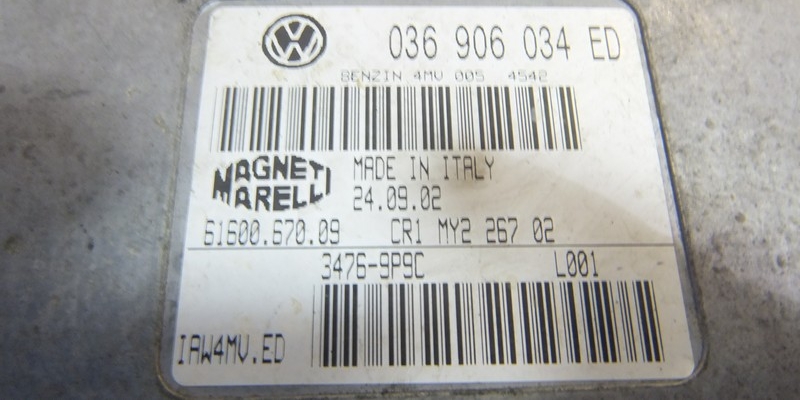 VW 036 906 034 ED
BENZIN 4MV 005 4542
MAGNETI MARELLI
MADE IN ITALY
24.09.02
61600.670.09 CR1 MY2 267 02
3476-9P9C L001
IAW4MV.ED